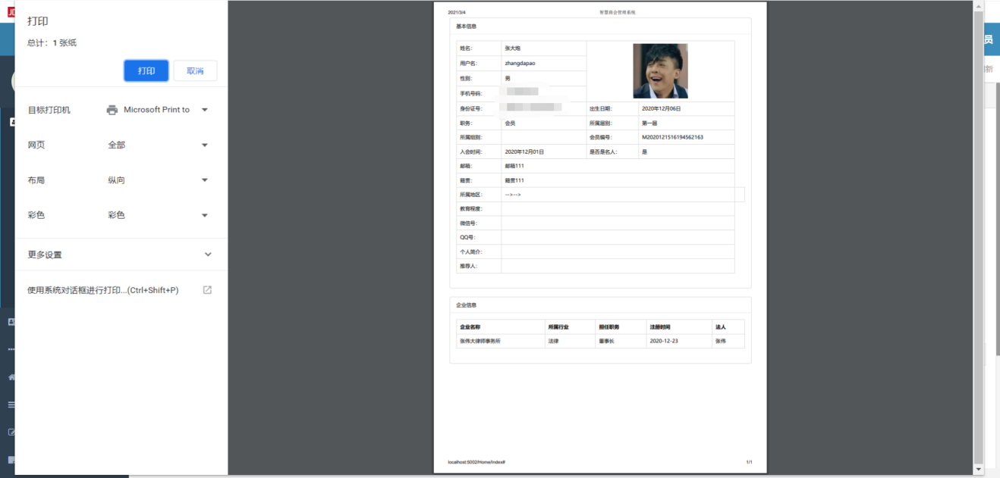 打印
总计：1 张纸
打印 取消
目标打印机 Microsoft Print to
网页 全部
布局 纵向
彩色 彩色
更多设置
使用系统对话框进行打印...(Ctrl+Shift+P)
员
2021/3/4 智慧商会管理系统
基本信息
姓名： 张大炮
用户名： zhangdapao
性别： 男
手机号码：
身份证号： 出生日期： 2020年12月06日
职务： 会员 所属届别： 第一届
所属组别： 会员编号： M2020121516194562163
入会时间： 2020年12月01日 是否是名人： 是
邮箱： 邮箱111
籍贯： 籍贯111
所属地区： -->-->
教育程度：
微信号：
QQ号：
个人简介：
推荐人：
企业信息
企业名称 所属行业 担任职务 注册时间 法人
张伟大律师事务所 法律 董事长 2020-12-23 张伟
localhost:5002/Home/Index# 1/1